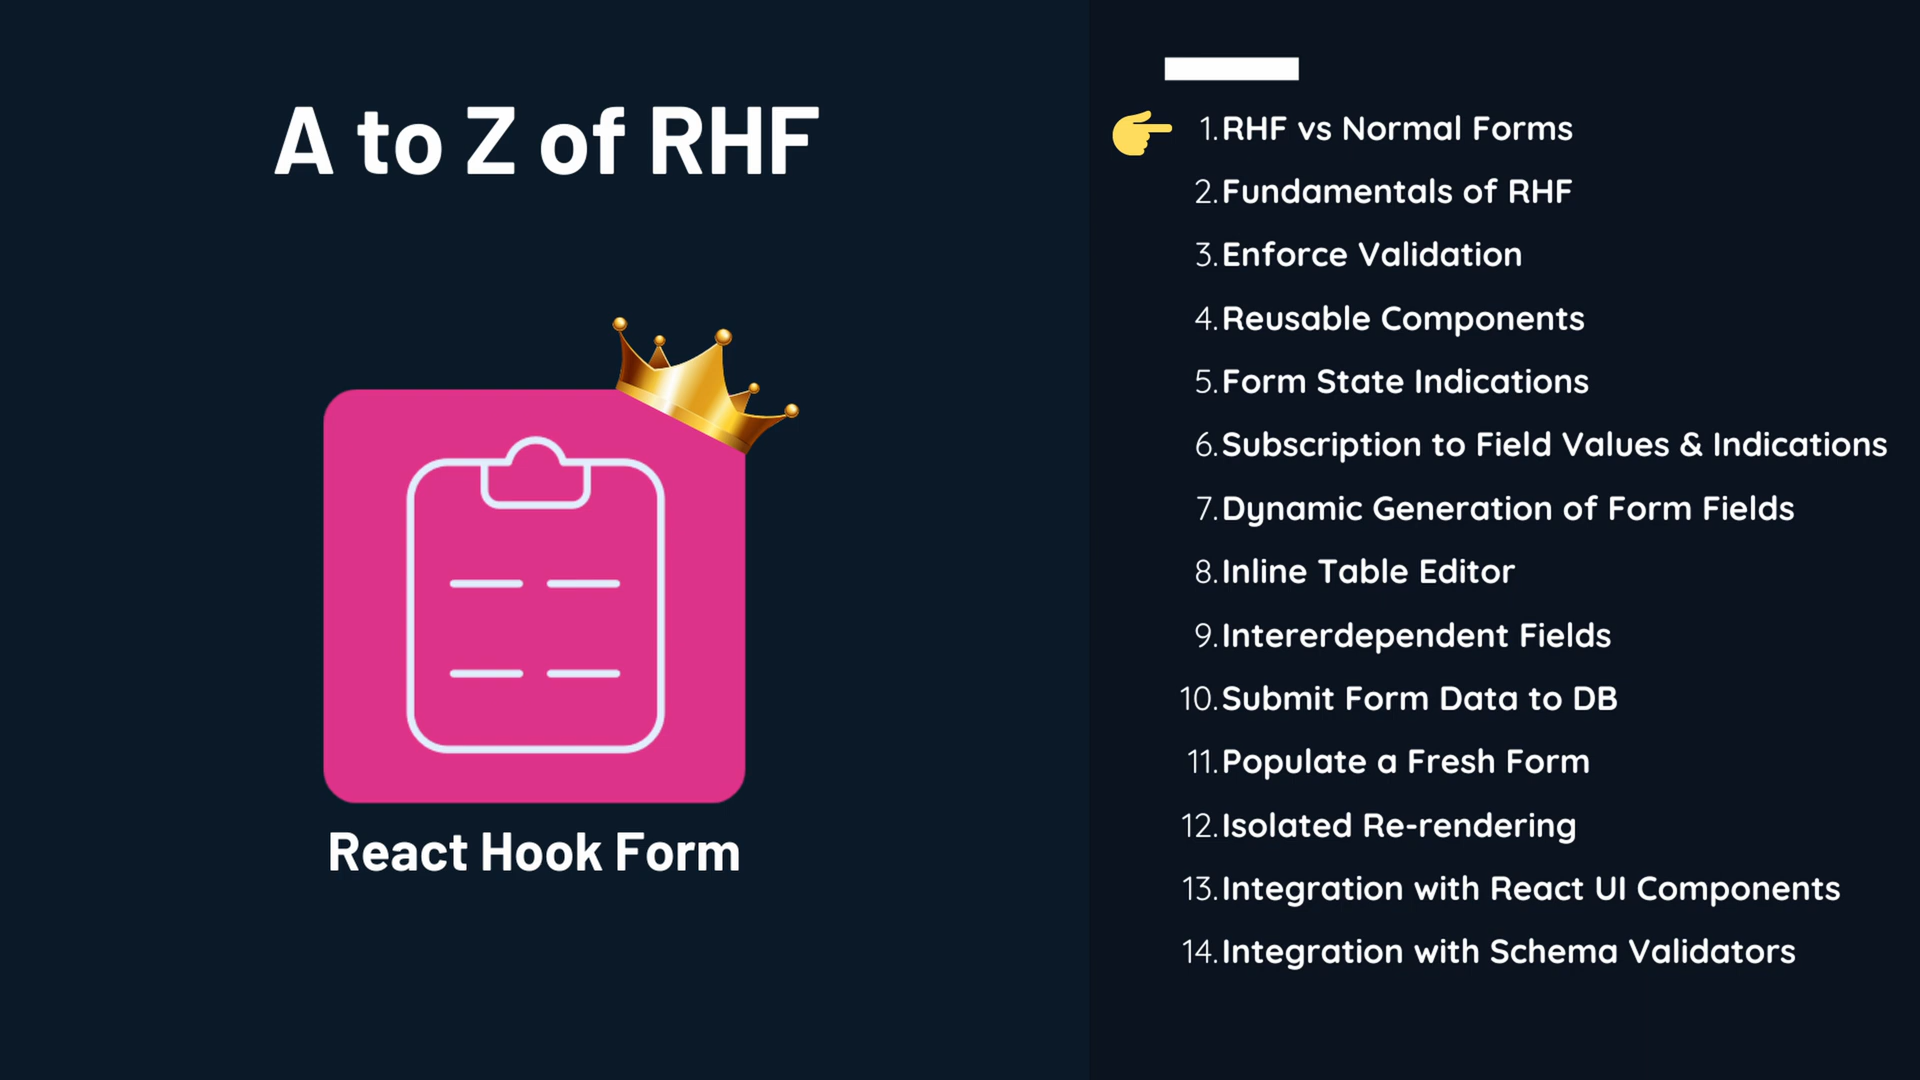 A to Z of RHF
React Hook Form
1. RHF vs Normal Forms
2. Fundamentals of RHF
3. Enforce Validation
4. Reusable Components
5. Form State Indications
6. Subscription to Field Values & Indications
7. Dynamic Generation of Form Fields
8. Inline Table Editor
9. Intererdependent Fields
10. Submit Form Data to DB
11. Populate a Fresh Form
12. Isolated Re-rendering
13. Integration with React UI Components
14. Integration with Schema Validators